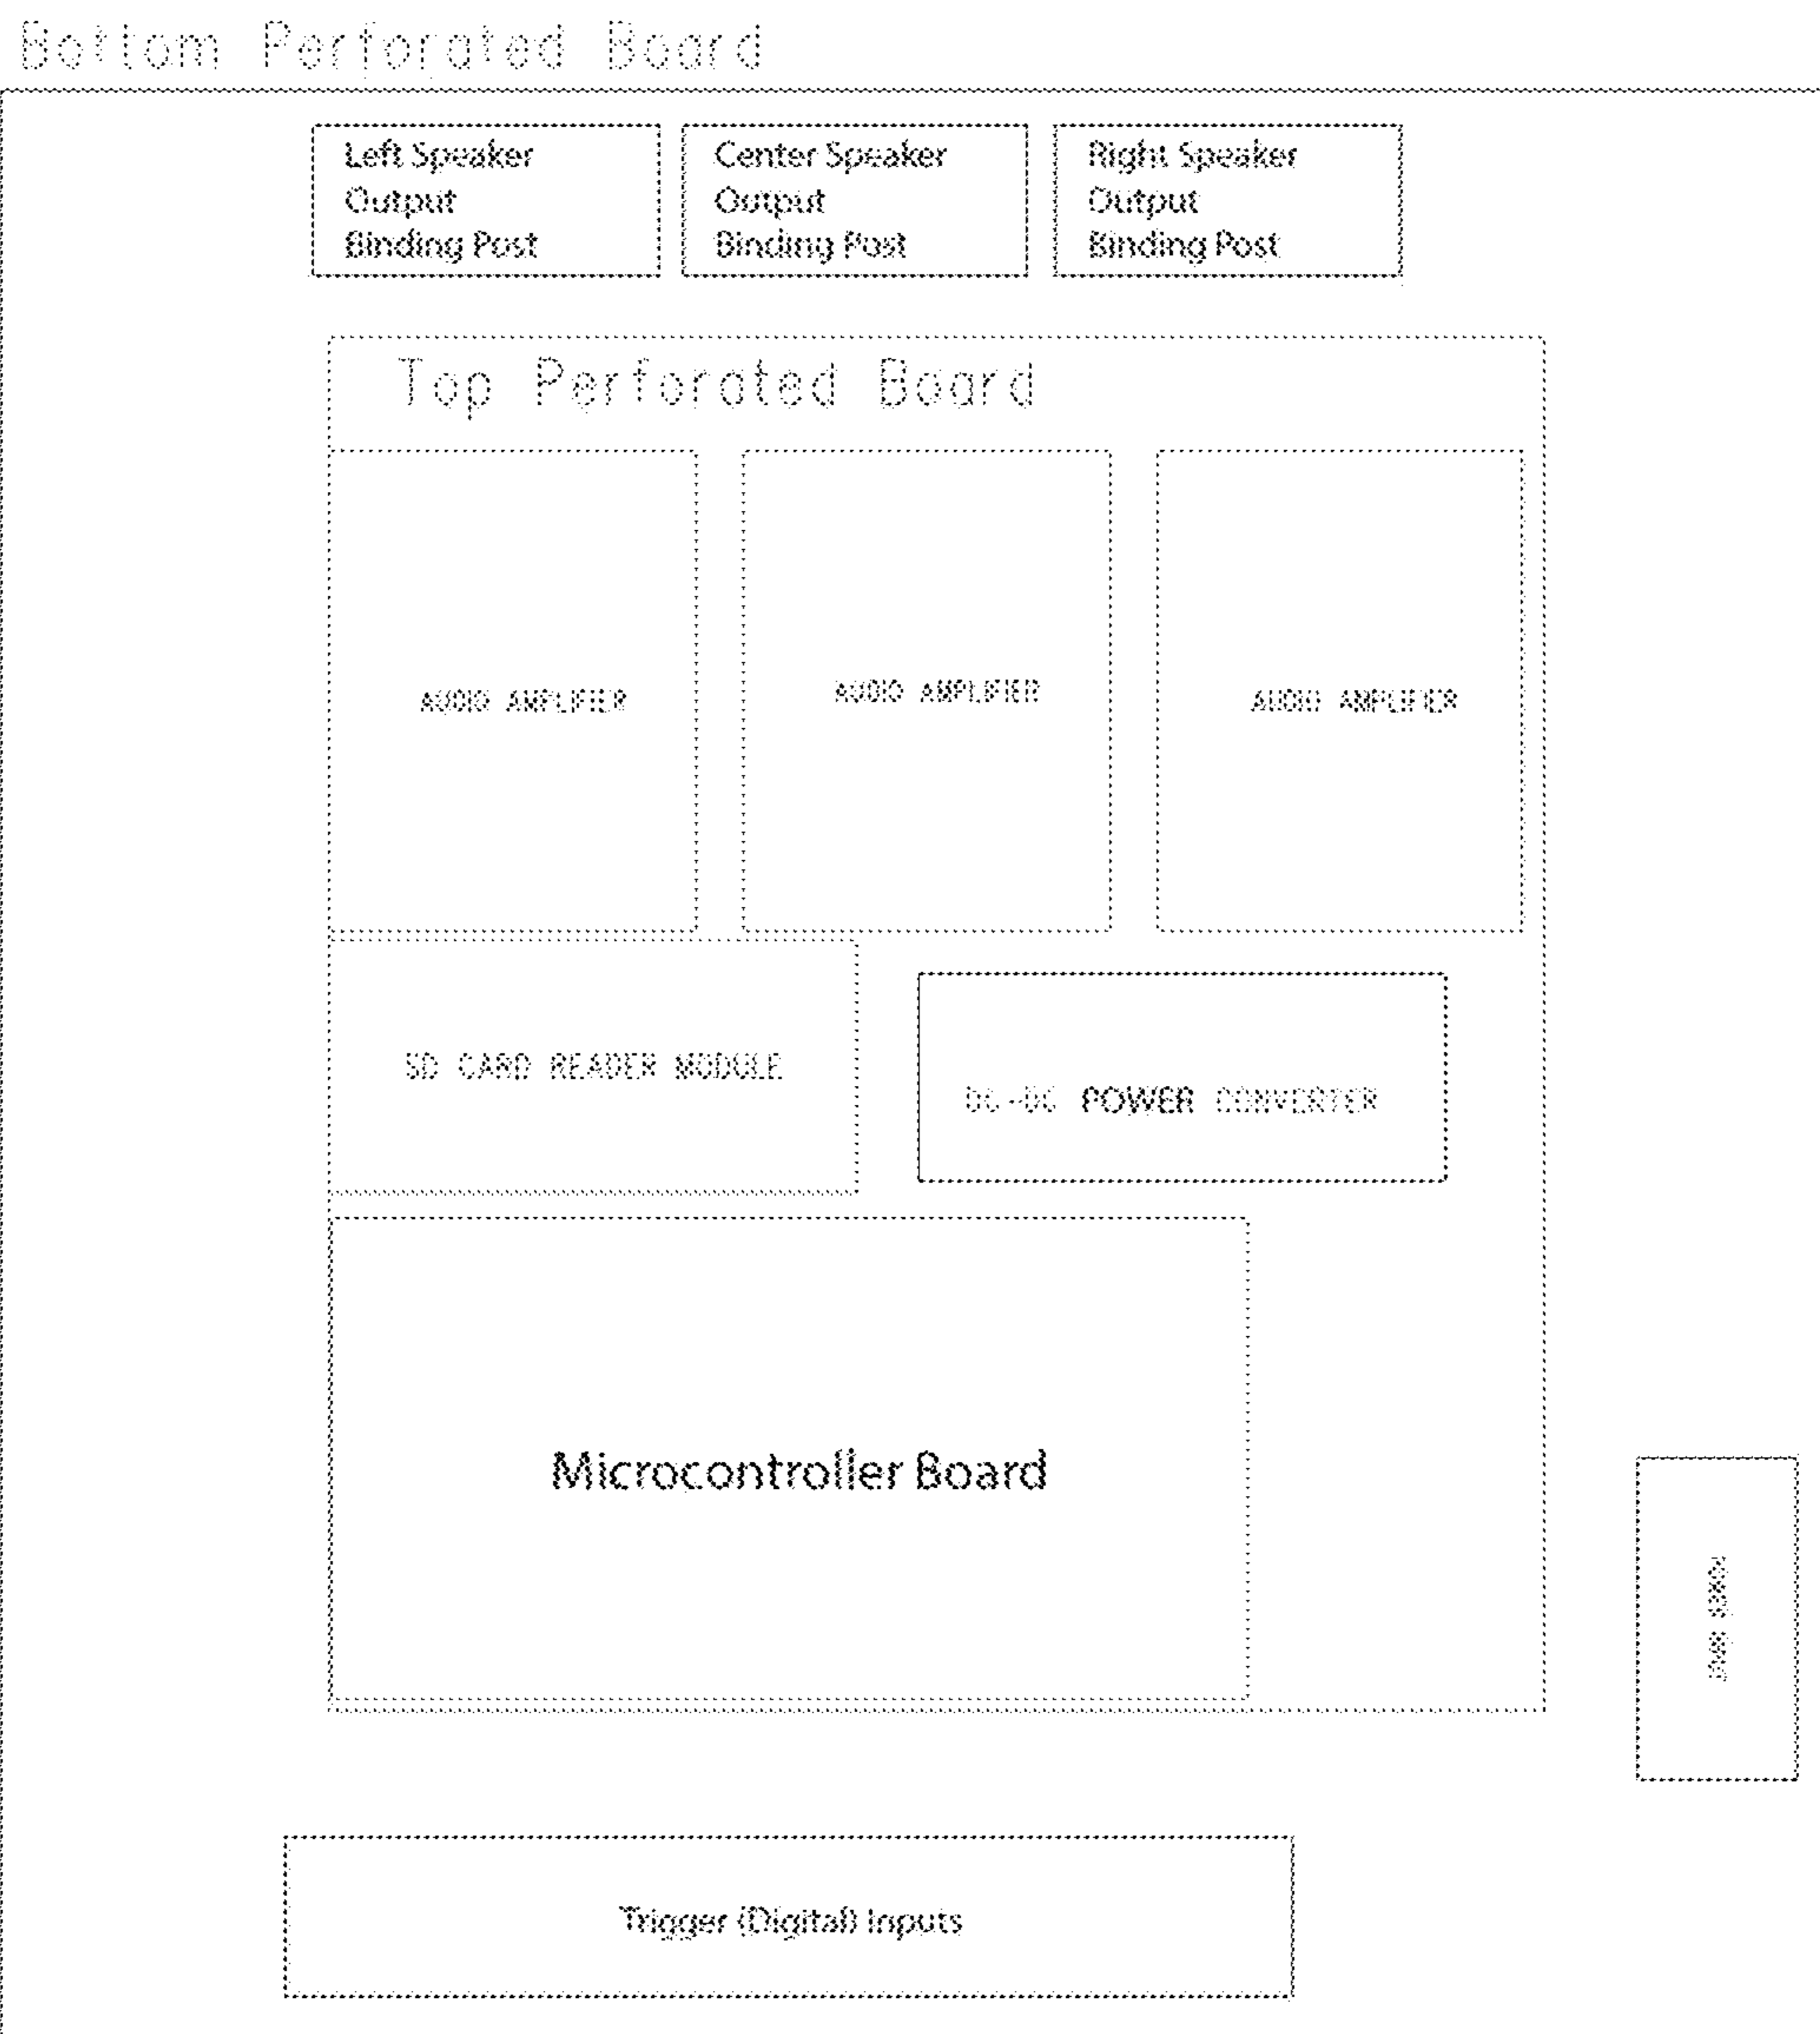 Bottom Perforated Board
Left Speaker
Output
Binding Post
Center Speaker
Output
Binding Post
Right Speaker
Output
Binding Post
Top Perforated Board
AUDIO AMPLIFIER
AUDIO AMPLIFIER
AUDIO AMPLIFIER
SD CARD READER MODULE
DC-DC POWER CONVERTER
Microcontroller Board
Trigger (Digital) Inputs